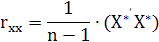 r_xx = 1/(n − 1) · (X*′X*)